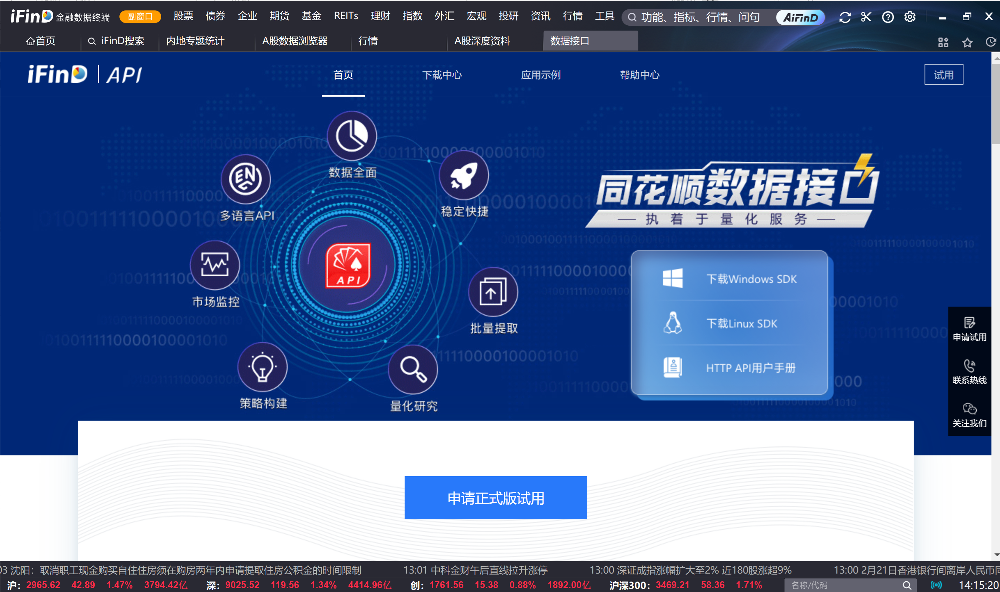 iFinD 金融数据终端 副窗口 股票 债券 企业 期货 基金 REITs 理财 指数 外汇 宏观 投研 资讯 行情 工具 功能、指标、行情、问句 AiFinD
首页 iFinD搜索 内地专题统计 A股数据浏览器 行情 A股深度资料 数据接口
iFinD API 首页 下载中心 应用示例 帮助中心 试用
数据全面
多语言API
稳定快捷
市场监控
API
批量提取
策略构建
量化研究
同花顺数据接口
执着于量化服务
下载Windows SDK
下载Linux SDK
HTTP API用户手册
申请试用
联系热线
关注我们
申请正式版试用
沈阳：取消职工现金购买自住住房须在购房两年内申请提取住房公积金的时间限制 13:01 中科金财午后直线拉升涨停 13:00 深证成指涨幅扩大至2% 近180股涨超9% 13:00 2月21日香港银行间离岸人民币
沪：2965.62 42.89 1.47% 3794.42亿 深：9025.52 119.56 1.34% 4414.96亿 创：1761.56 15.38 0.88% 1892.00亿 沪深300：3469.21 58.36 1.71% 名称/代码 14:15:20